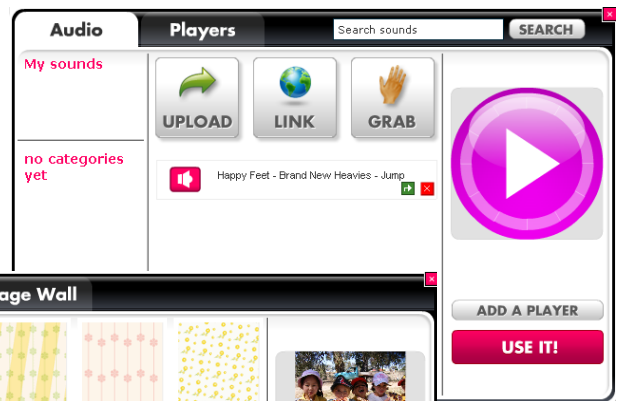 Audio
Players
Search sounds
SEARCH
My sounds
UPLOAD
LINK
GRAB
no categories
yet
Happy Feet - Brand New Heavies - Jump
age Wall
ADD A PLAYER
USE IT!